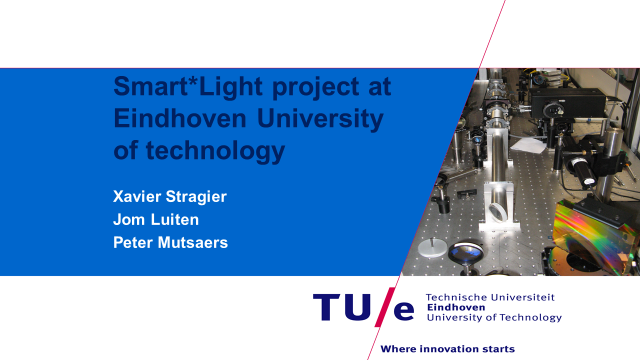 Smart*Light project at
Eindhoven University
of technology
Xavier Stragier
Jom Luiten
Peter Mutsaers
TU/e
Technische Universiteit
Eindhoven
University of Technology
Where innovation starts